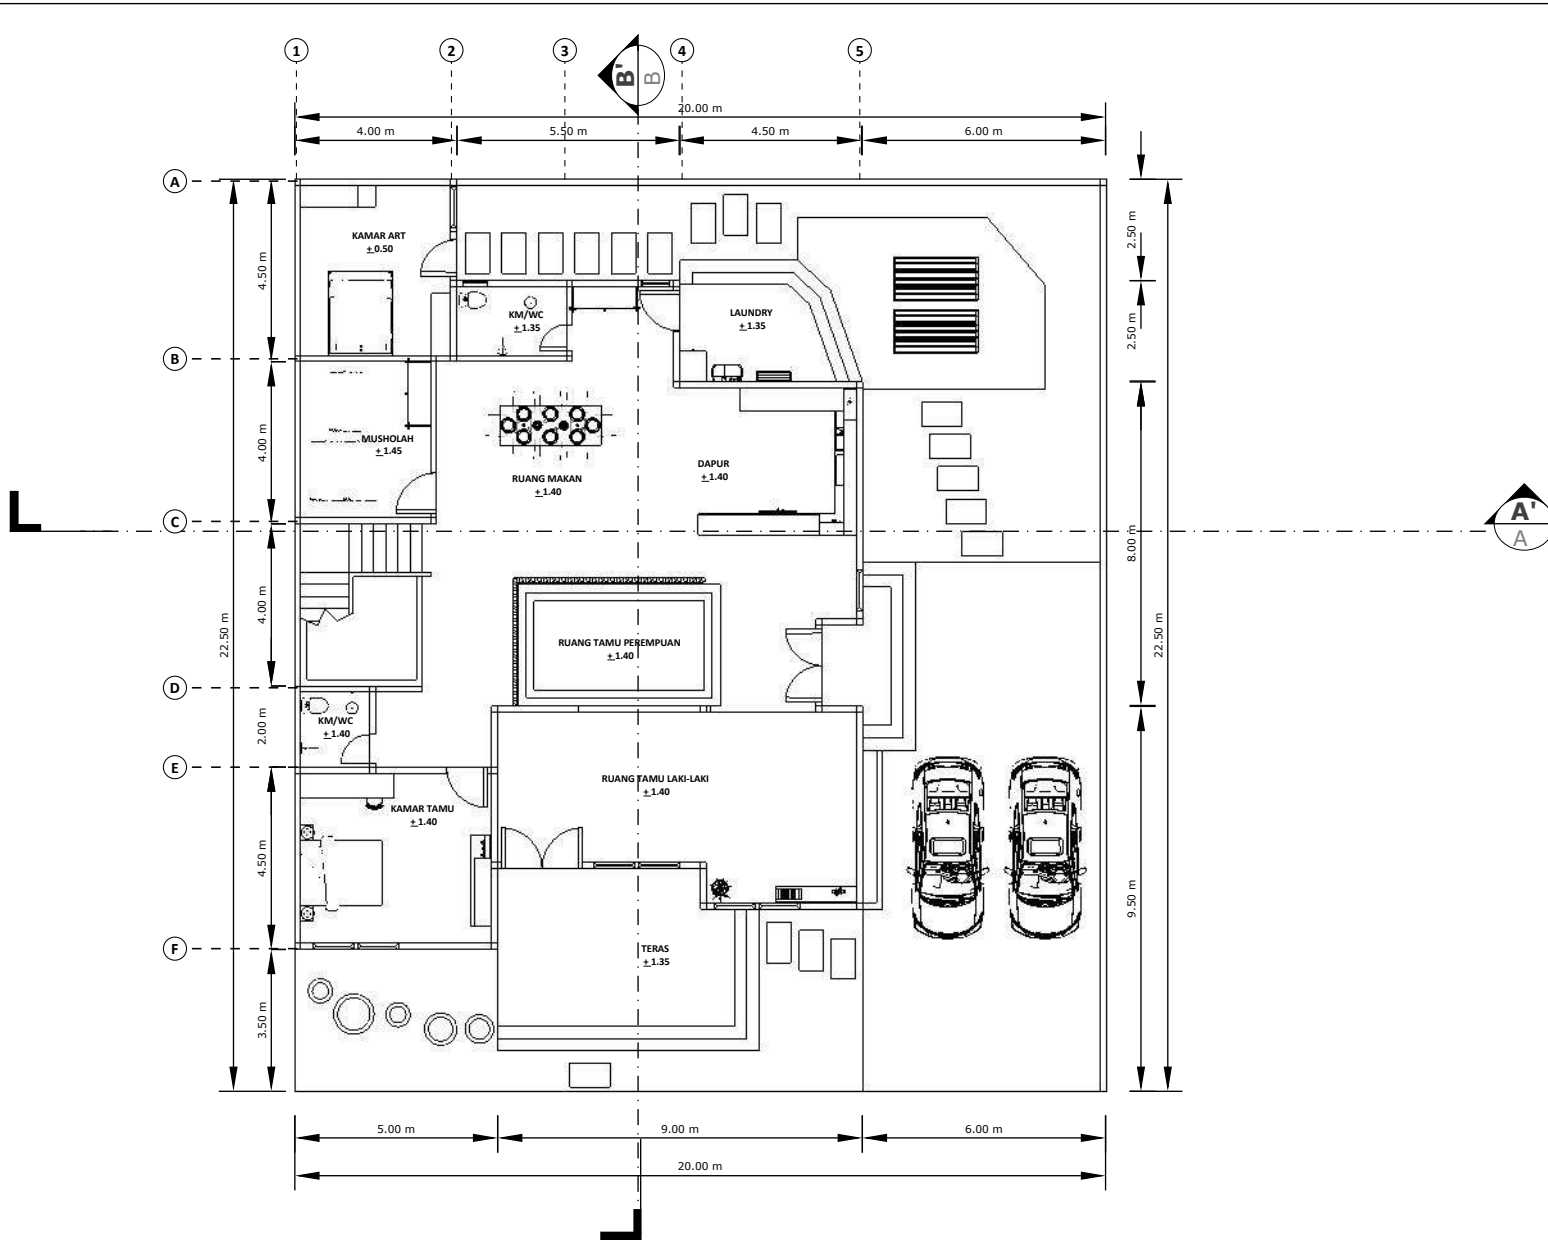 1
2
3
4
5
B'
B
20.00 m
4.00 m
5.50 m
4.50 m
6.00 m
A
B
C
D
E
F
22.50 m
4.50 m
4.00 m
4.00 m
2.00 m
4.50 m
3.50 m
KAMAR ART
±0.50
KM/WC
±1.35
LAUNDRY
±1.35
MUSHOLAH
±1.45
RUANG MAKAN
±1.40
DAPUR
±1.40
RUANG TAMU PEREMPUAN
±1.40
KM/WC
±1.40
RUANG TAMU LAKI-LAKI
±1.40
KAMAR TAMU
±1.40
TERAS
±1.35
2.50 m
2.50 m
8.00 m
9.50 m
22.50 m
A'
A
5.00 m
9.00 m
6.00 m
20.00 m